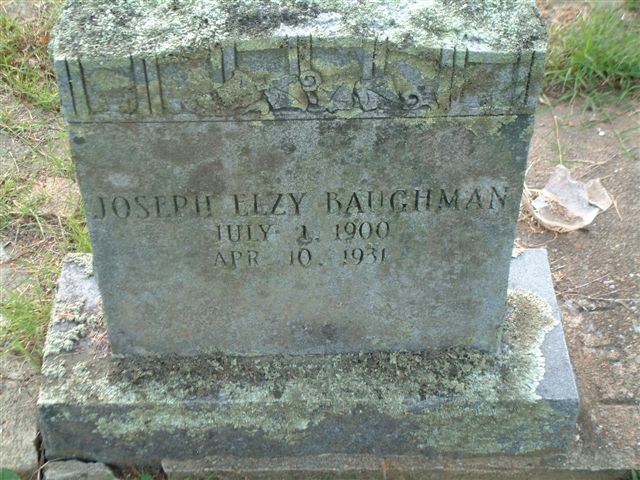 JOSEPH ELZY BAUGHMAN
JULY 1, 1900
APR 10, 1931